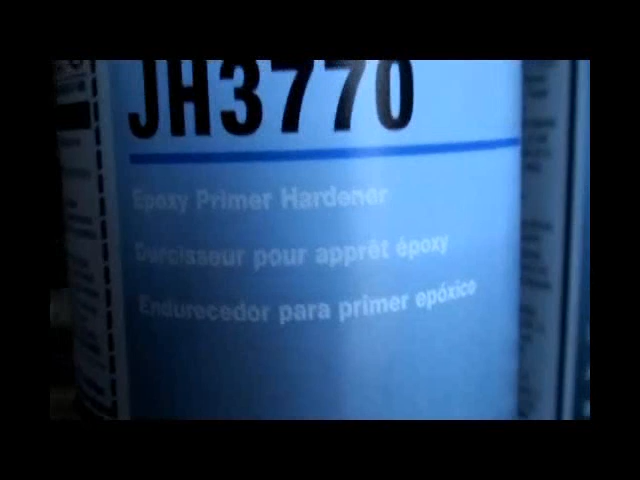 JH3770
Epoxy Primer Hardener
Durcisseur pour apprêt époxy
Endurecedor para primer epóxico